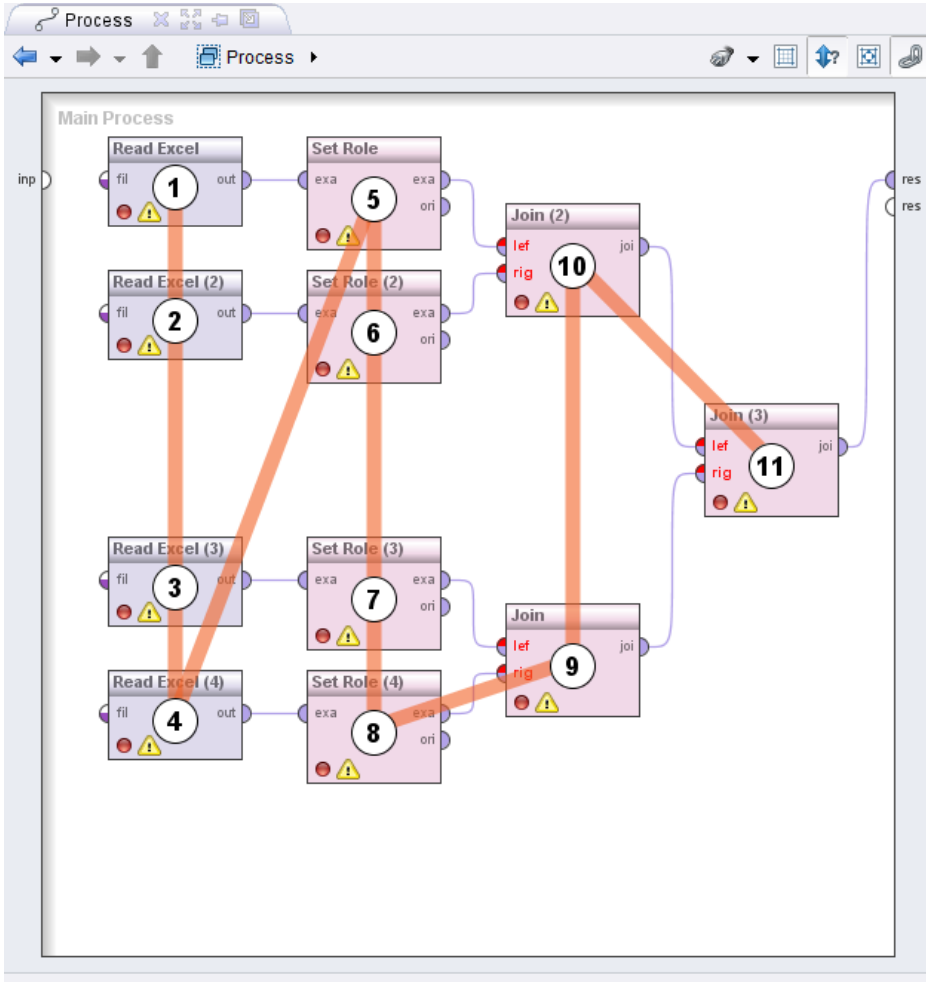 Process
Process
Main Process
inp
res
res
Read Excel
fil
out
1
Set Role
exa
exa
ori
5
Join (2)
lef
joi
rig
10
Read Excel (2)
fil
out
2
Set Role (2)
exa
exa
ori
6
Join (3)
lef
joi
rig
11
Read Excel (3)
fil
out
3
Set Role (3)
exa
exa
ori
7
Join
lef
joi
rig
9
Read Excel (4)
fil
out
4
Set Role (4)
exa
exa
ori
8